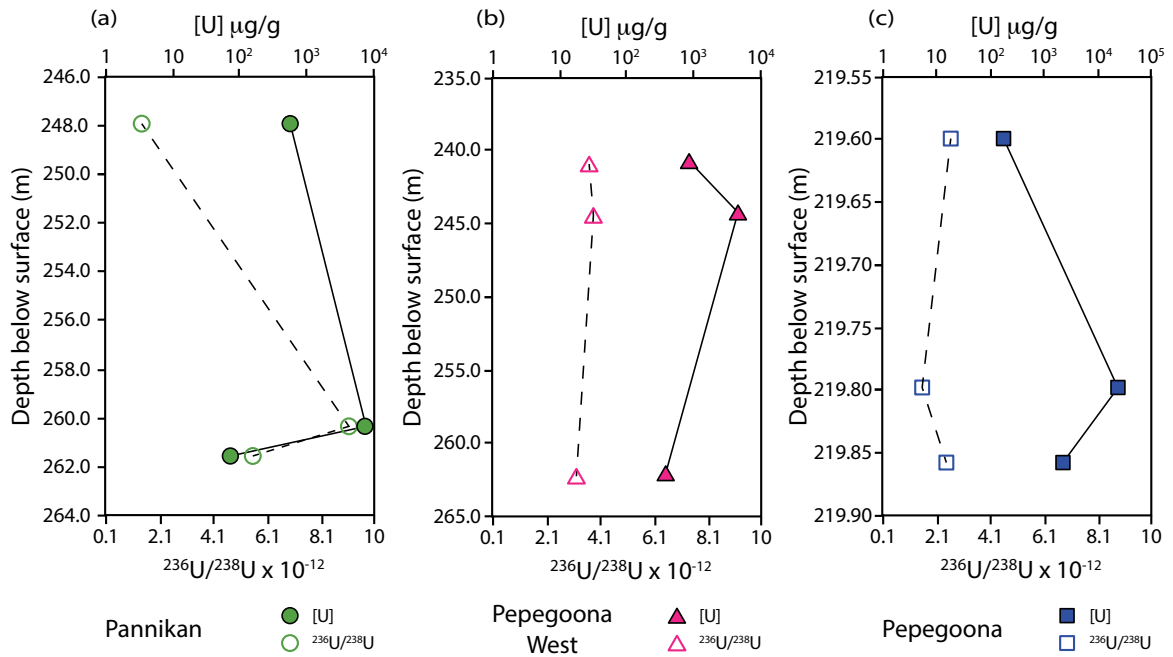 (a)
[U] µg/g
1 10 10² 10³ 10⁴
246.0
248.0
250.0
252.0
254.0
256.0
258.0
260.0
262.0
264.0
Depth below surface (m)
0.1 2.1 4.1 6.1 8.1 10
²³⁶U/²³⁸U x 10⁻¹²
Pannikan
[U]
²³⁶U/²³⁸U
(b)
[U] µg/g
1 10 10² 10³ 10⁴
235.0
240.0
245.0
250.0
255.0
260.0
265.0
Depth below surface (m)
0.1 2.1 4.1 6.1 8.1 10
²³⁶U/²³⁸U x 10⁻¹²
Pepegoona
West
[U]
²³⁶U/²³⁸U
(c)
[U] µg/g
1 10 10² 10³ 10⁴ 10⁵
219.55
219.60
219.65
219.70
219.75
219.80
219.85
219.90
Depth below surface (m)
0.1 2.1 4.1 6.1 8.1 10
²³⁶U/²³⁸U x 10⁻¹²
Pepegoona
[U]
²³⁶U/²³⁸U